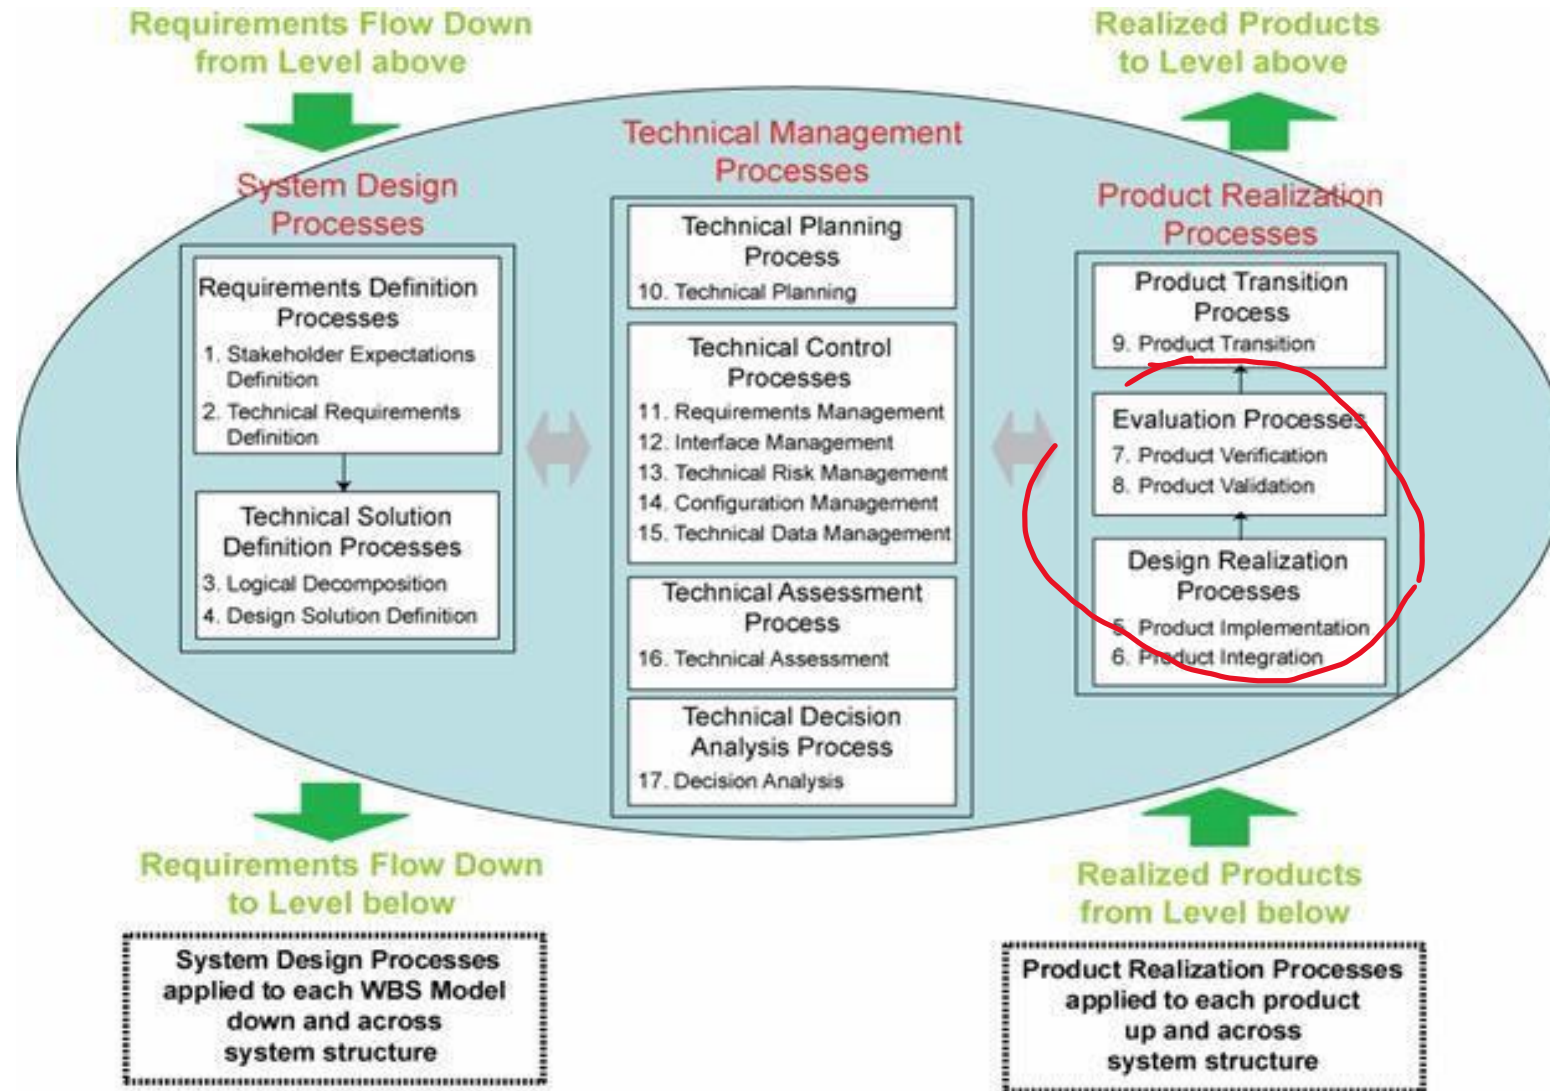 Requirements Flow Down
from Level above
Realized Products
to Level above
Technical Management
Processes
System Design
Processes
Product Realization
Processes
Requirements Definition
Processes
1. Stakeholder Expectations
Definition
2. Technical Requirements
Definition
Technical Solution
Definition Processes
3. Logical Decomposition
4. Design Solution Definition
Technical Planning
Process
10. Technical Planning
Technical Control
Processes
11. Requirements Management
12. Interface Management
13. Technical Risk Management
14. Configuration Management
15. Technical Data Management
Technical Assessment
Process
16. Technical Assessment
Technical Decision
Analysis Process
17. Decision Analysis
Product Transition
Process
9. Product Transition
Evaluation Processes
7. Product Verification
8. Product Validation
Design Realization
Processes
5. Product Implementation
6. Product Integration
Requirements Flow Down
to Level below
Realized Products
from Level below
System Design Processes
applied to each WBS Model
down and across
system structure
Product Realization Processes
applied to each product
up and across
system structure